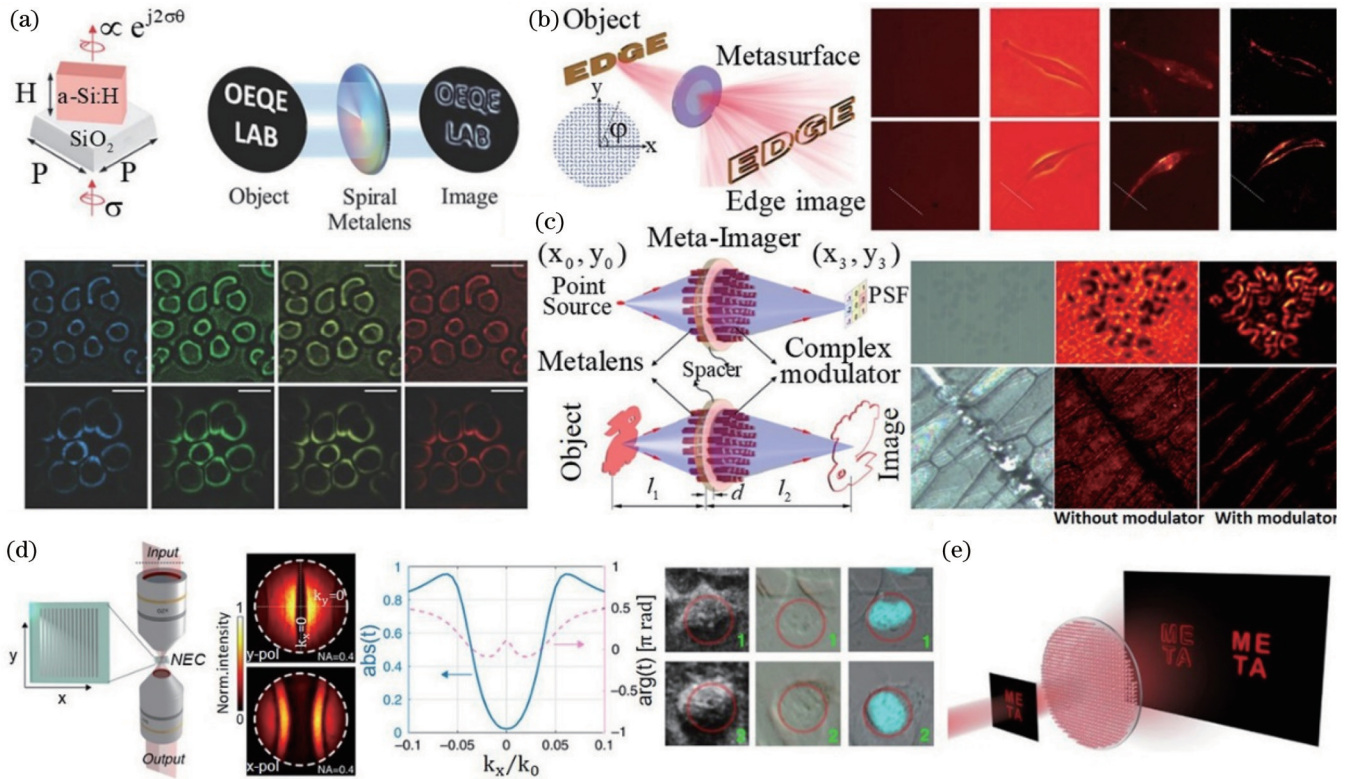 (a)
∝ e^{j2σθ}
H
a-Si:H
SiO₂
P
P
σ
OEQE
LAB
Object
Spiral
Metalens
OEQE
LAB
Image
(b)
Object
EDGE
Metasurface
y
φ
x
EDGE
Edge image
(c)
Meta-Imager
(x₀, y₀)
Point
Source
(x₃, y₃)
PSF
Metalens
Spacer
Complex
modulator
Object
Image
l₁
d
l₂
Without modulator
With modulator
(d)
Input
y
x
NEC
Output
Norm.intensity
1
0
k_y=0
k_x=0
y-pol
NA=0.4
x-pol
NA=0.4
abs(t)
1
0.8
0.6
0.4
0.2
0
-0.1
-0.05
0
0.05
0.1
k_x/k₀
1
0.5
0
-0.5
-1
arg(t) [π rad]
1
1
1
2
2
(e)
META
ME
TA
ME
TA